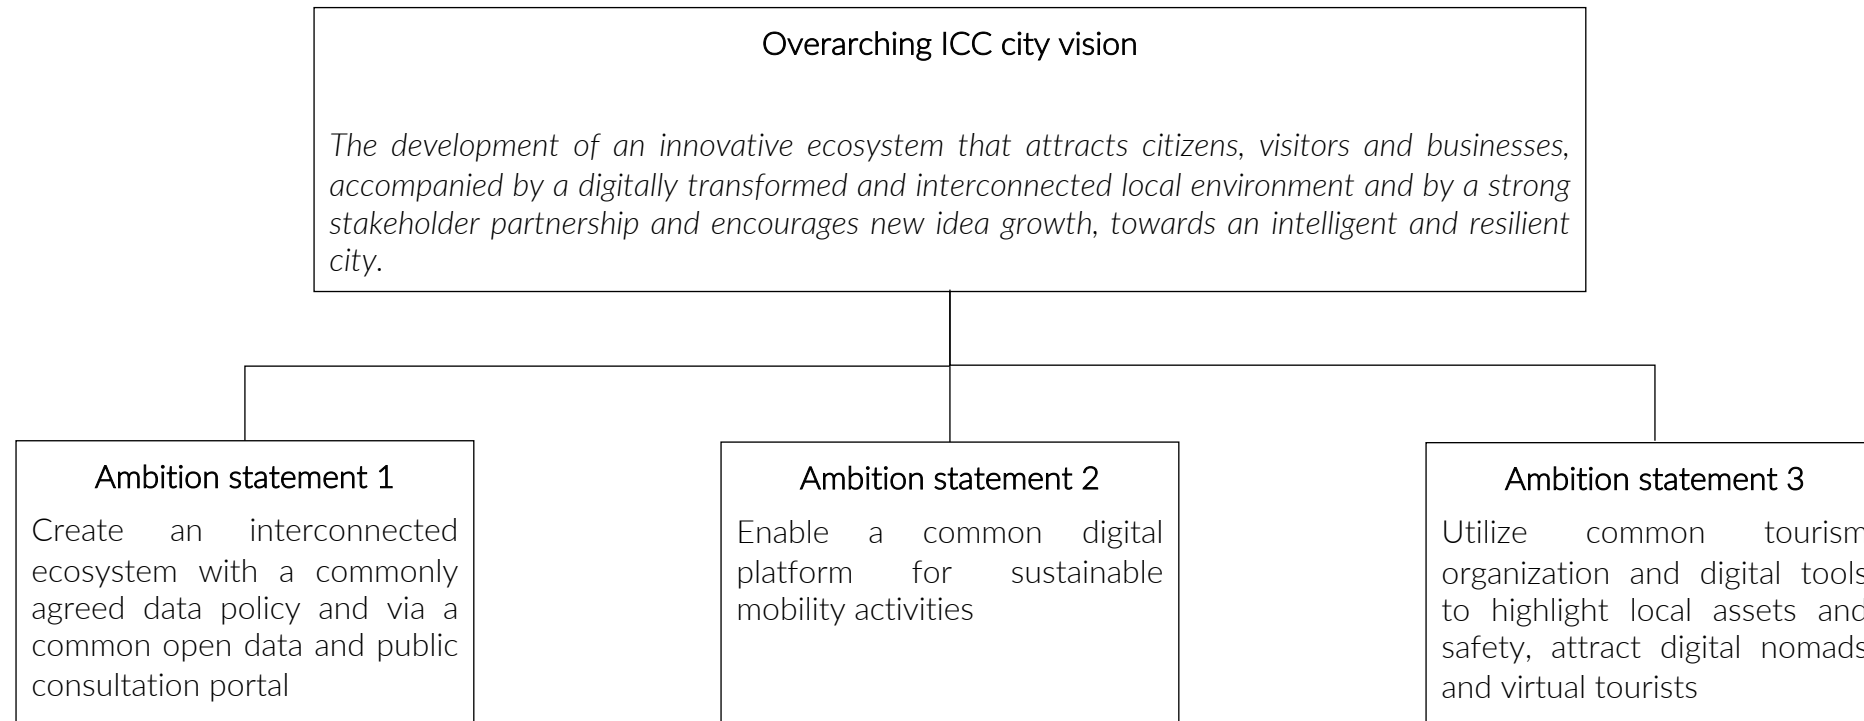 Overarching ICC city vision
The development of an innovative ecosystem that attracts citizens, visitors and businesses,
accompanied by a digitally transformed and interconnected local environment and by a strong
stakeholder partnership and encourages new idea growth, towards an intelligent and resilient
city.
Ambition statement 1
Create an interconnected
ecosystem with a commonly
agreed data policy and via a
common open data and public
consultation portal
Ambition statement 2
Enable a common digital
platform for sustainable
mobility activities
Ambition statement 3
Utilize common tourism
organization and digital tools
to highlight local assets and
safety, attract digital nomads
and virtual tourists